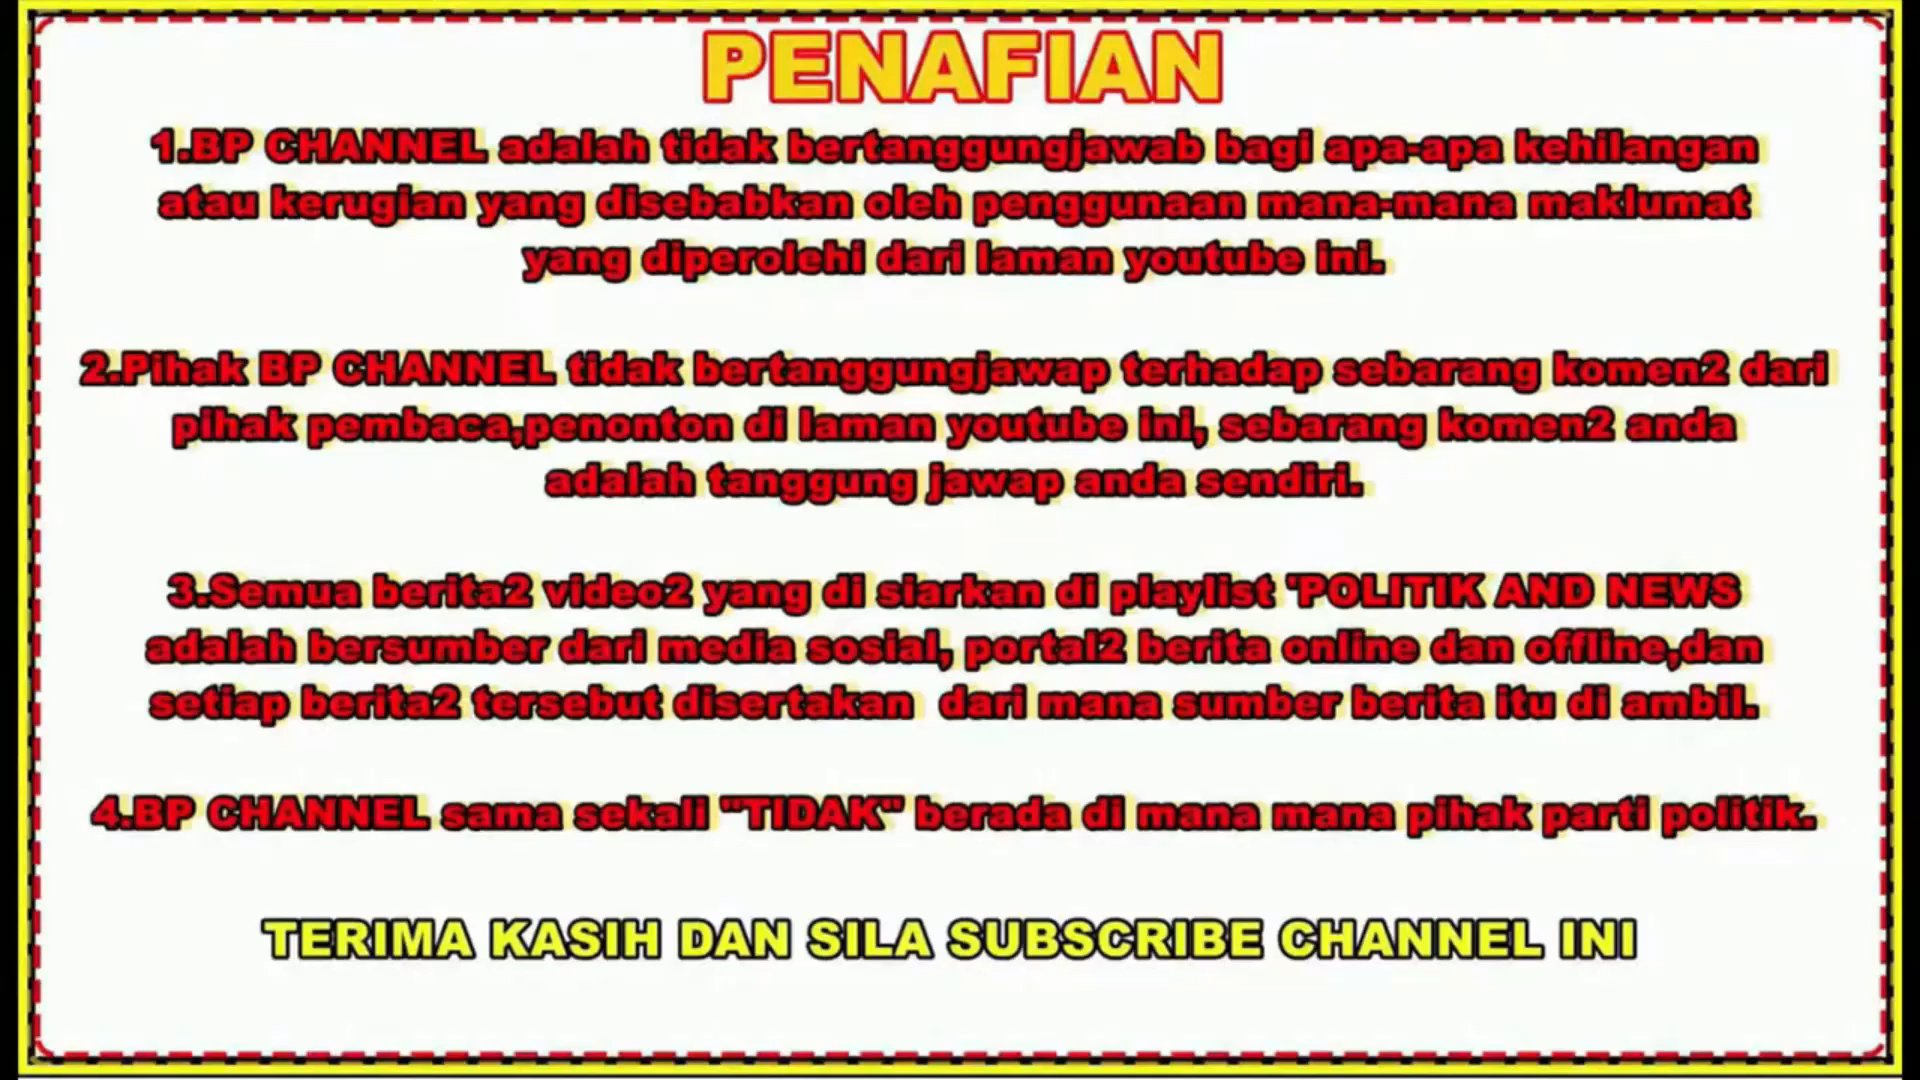 PENAFIAN
1.BP CHANNEL adalah tidak bertanggungjawab bagi apa-apa kehilangan
atau kerugian yang disebabkan oleh penggunaan mana-mana maklumat
yang diperolehi dari laman youtube ini.
2.Pihak BP CHANNEL tidak bertanggungjawap terhadap sebarang komen2 dari
pihak pembaca,penonton di laman youtube ini, sebarang komen2 anda
adalah tanggung jawap anda sendiri.
3.Semua berita2 video2 yang di siarkan di playlist "POLITIK AND NEWS
adalah bersumber dari media sosial, portal2 berita online dan offline,dan
setiap berita2 tersebut disertakan  dari mana sumber berita itu di ambil.
4.BP CHANNEL sama sekali "TIDAK" berada di mana mana pihak parti politik.
TERIMA KASIH DAN SILA SUBSCRIBE CHANNEL INI